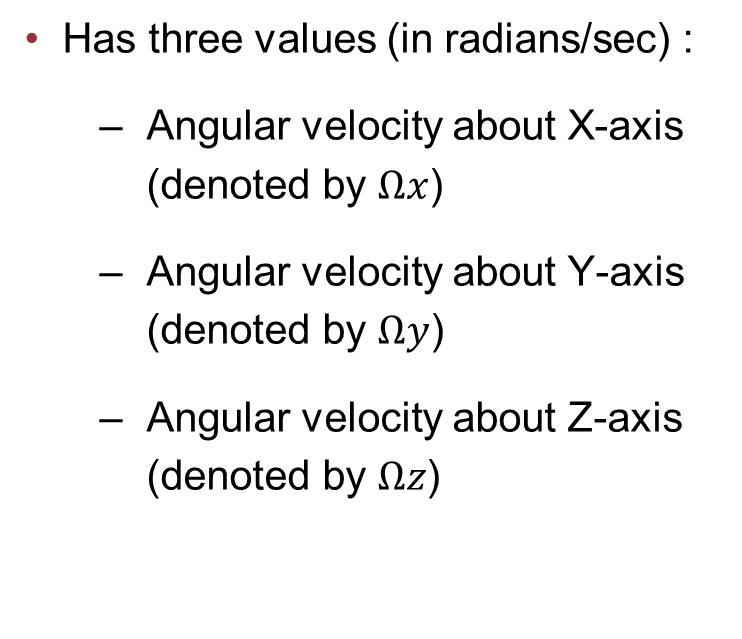 • Has three values (in radians/sec) :
– Angular velocity about X-axis
(denoted by Ωx)
– Angular velocity about Y-axis
(denoted by Ωy)
– Angular velocity about Z-axis
(denoted by Ωz)